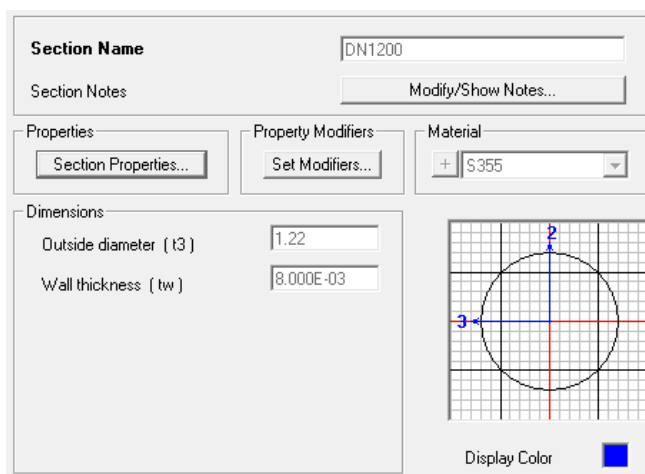 Section Name DN1200
Section Notes Modify/Show Notes...
Properties Property Modifiers Material
Section Properties... Set Modifiers... + S355
Dimensions
Outside diameter ( t3 ) 1.22
Wall thickness ( tw ) 8.000E-03
2
3
Display Color